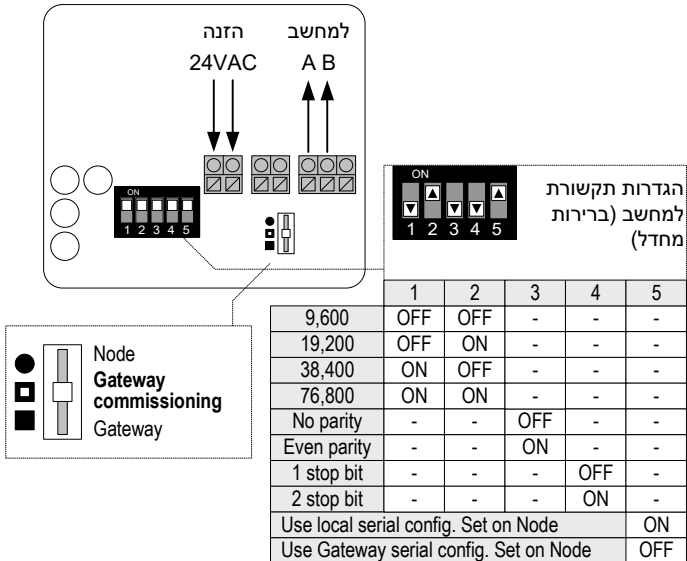 הזנה למחשב
24VAC A B
ON
1 2 3 4 5
ON
1 2 3 4 5
הגדרות תקשורת
למחשב (ברירות
מחדל)
Node
Gateway
commissioning
Gateway
1 2 3 4 5
9,600 OFF OFF - - -
19,200 OFF ON - - -
38,400 ON OFF - - -
76,800 ON ON - - -
No parity - - OFF - -
Even parity - - ON - -
1 stop bit - - - OFF -
2 stop bit - - - ON -
Use local serial config. Set on Node ON
Use Gateway serial config. Set on Node OFF